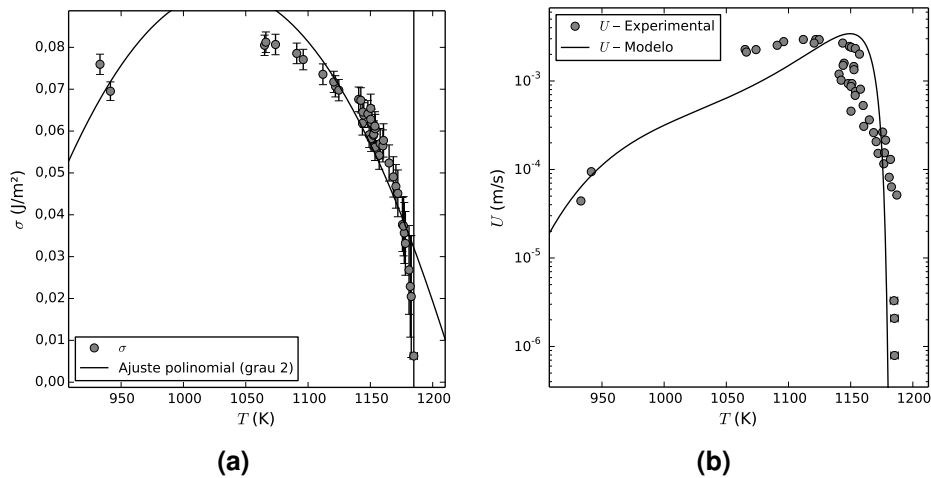 0,08
0,07
0,06
0,05
0,04
0,03
0,02
0,01
0,00
σ (J/m²)
σ
Ajuste polinomial (grau 2)
950 1000 1050 1100 1150 1200
T (K)
(a)
U − Experimental
U − Modelo
10⁻³
10⁻⁴
10⁻⁵
10⁻⁶
U (m/s)
950 1000 1050 1100 1150 1200
T (K)
(b)